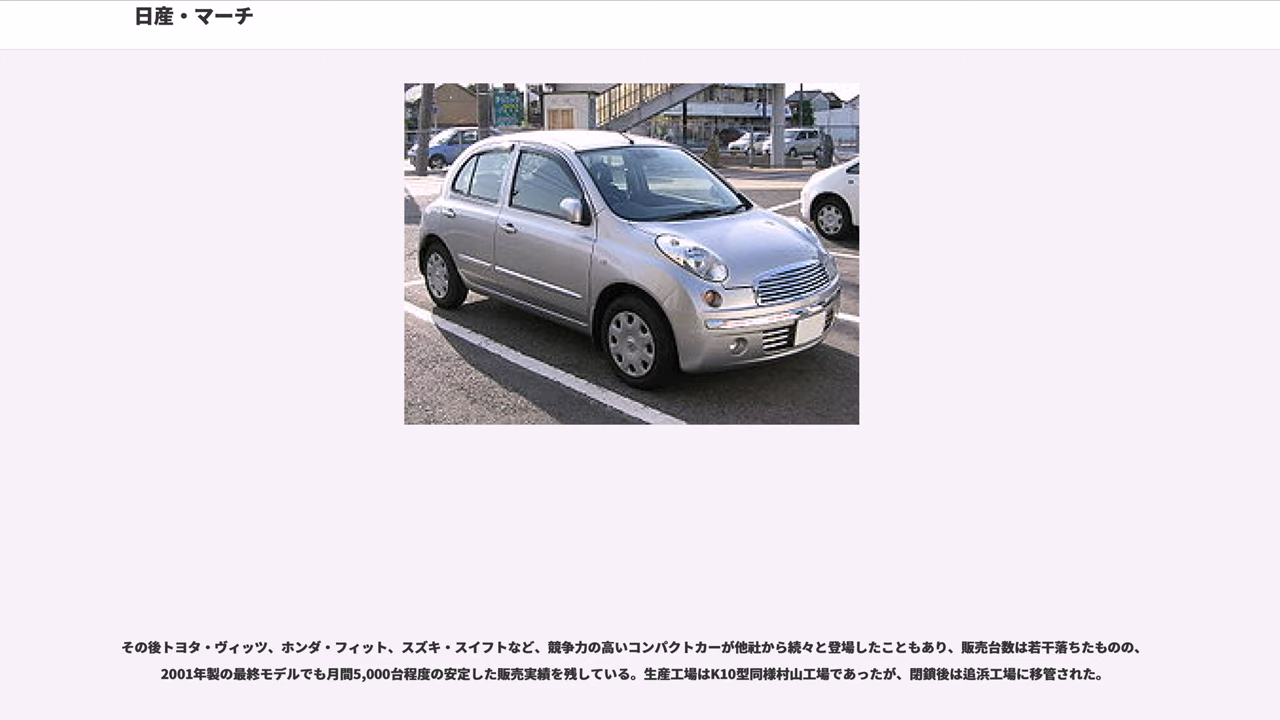 日産・マーチ
その後トヨタ・ヴィッツ、ホンダ・フィット、スズキ・スイフトなど、競争力の高いコンパクトカーが他社から続々と登場したこともあり、販売台数は若干落ちたものの、
2001年製の最終モデルでも月間5,000台程度の安定した販売実績を残している。生産工場はK10型同様村山工場であったが、閉鎖後は追浜工場に移管された。